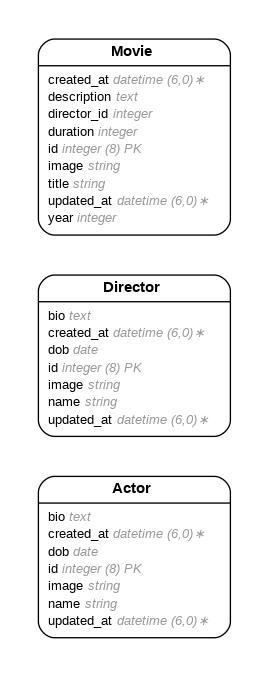 Movie
created_at datetime (6,0) ∗
description text
director_id integer
duration integer
id integer (8) PK
image string
title string
updated_at datetime (6,0) ∗
year integer
Director
bio text
created_at datetime (6,0) ∗
dob date
id integer (8) PK
image string
name string
updated_at datetime (6,0) ∗
Actor
bio text
created_at datetime (6,0) ∗
dob date
id integer (8) PK
image string
name string
updated_at datetime (6,0) ∗